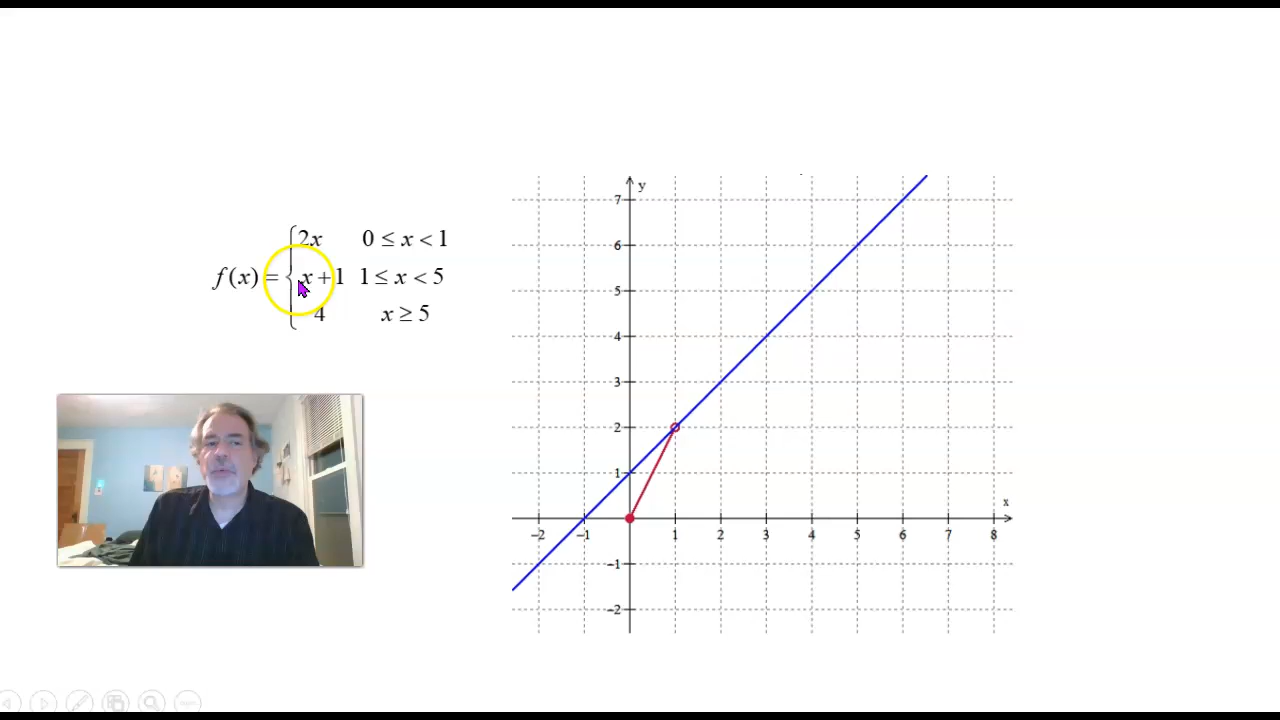 2x 0 ≤ x < 1
f(x) = { x + 1 1 ≤ x < 5
4 x ≥ 5
y
7
6
5
4
3
2
1
x
−2 −1 1 2 3 4 5 6 7 8
−1
−2